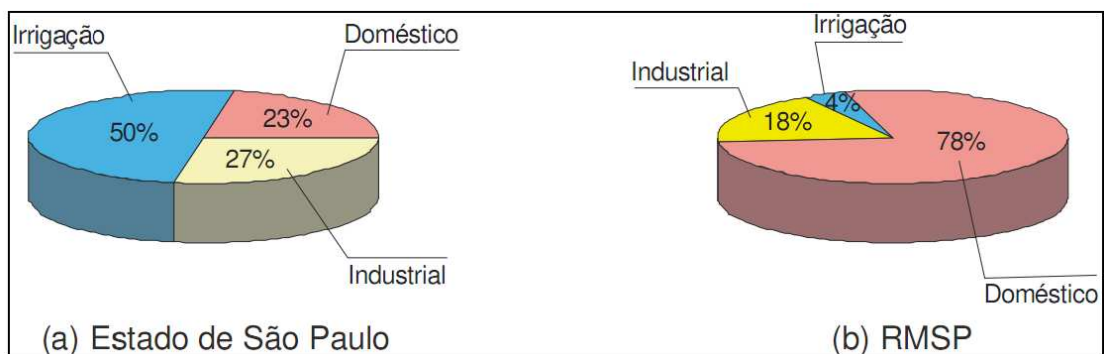 Irrigação
Doméstico
50%
23%
27%
Industrial
(a) Estado de São Paulo
Irrigação
Industrial
4%
18%
78%
Doméstico
(b) RMSP